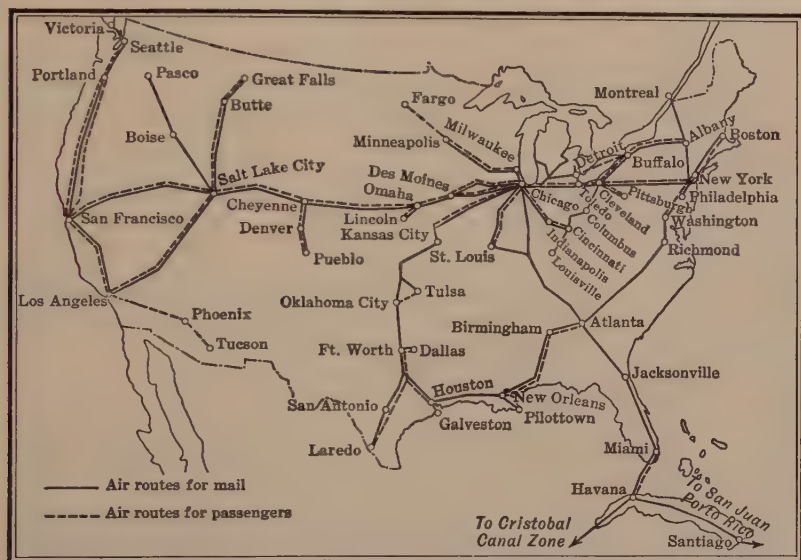 Victoria
Seattle
Portland
Pasco
Great Falls
Butte
Boise
Fargo
Minneapolis
Milwaukee
Montreal
Albany
Boston
Detroit
Buffalo
Salt Lake City
Des Moines
Omaha
Cheyenne
Chicago
Toledo
Cleveland
Pittsburgh
New York
Philadelphia
Washington
San Francisco
Lincoln
Kansas City
Denver
Pueblo
St. Louis
Columbus
Cincinnati
Indianapolis
Louisville
Richmond
Los Angeles
Phoenix
Tucson
Oklahoma City
Tulsa
Birmingham
Atlanta
Ft. Worth
Dallas
Jacksonville
Houston
New Orleans
San Antonio
Galveston
Pilottown
Laredo
Miami
Havana
Air routes for mail
Air routes for passengers
To San Juan
Porto Rico
To Cristobal
Canal Zone
Santiago